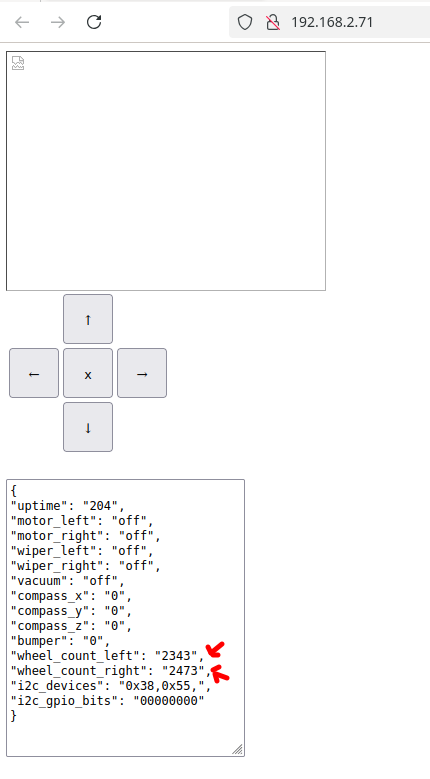 192.168.2.71
↑
← x →
↓
{
"uptime": "204",
"motor_left": "off",
"motor_right": "off",
"wiper_left": "off",
"wiper_right": "off",
"vacuum": "off",
"compass_x": "0",
"compass_y": "0",
"compass_z": "0",
"bumper": "0",
"wheel_count_left": "2343",
"wheel_count_right": "2473",
"i2c_devices": "0x38,0x55,",
"i2c_gpio_bits": "00000000"
}